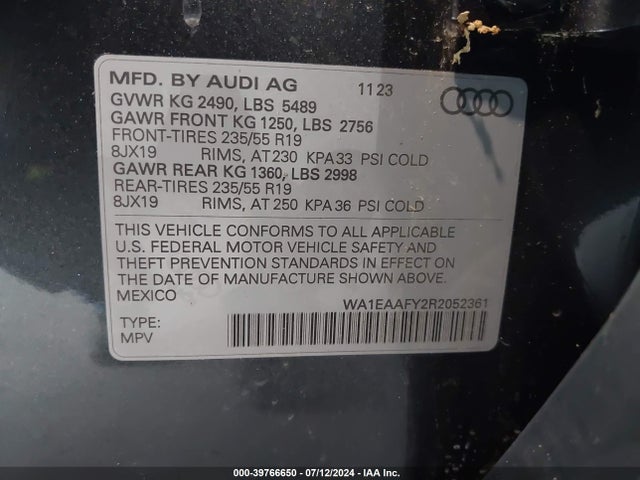 MFD. BY AUDI AG 11 23
GVWR KG 2490, LBS 5489
GAWR FRONT KG 1250, LBS 2756
FRONT-TIRES 235/55 R19
8JX19 RIMS, AT 230 KPA 33 PSI COLD
GAWR REAR KG 1360, LBS 2998
REAR-TIRES 235/55 R19
8JX19 RIMS, AT 250 KPA 36 PSI COLD
THIS VEHICLE CONFORMS TO ALL APPLICABLE
U.S. FEDERAL MOTOR VEHICLE SAFETY AND
THEFT PREVENTION STANDARDS IN EFFECT ON
THE DATE OF MANUFACTURE SHOWN ABOVE.
MEXICO WA1EAAFY2R2052361
TYPE:
MPV
000-39766650 - 07/12/2024 - IAA Inc.